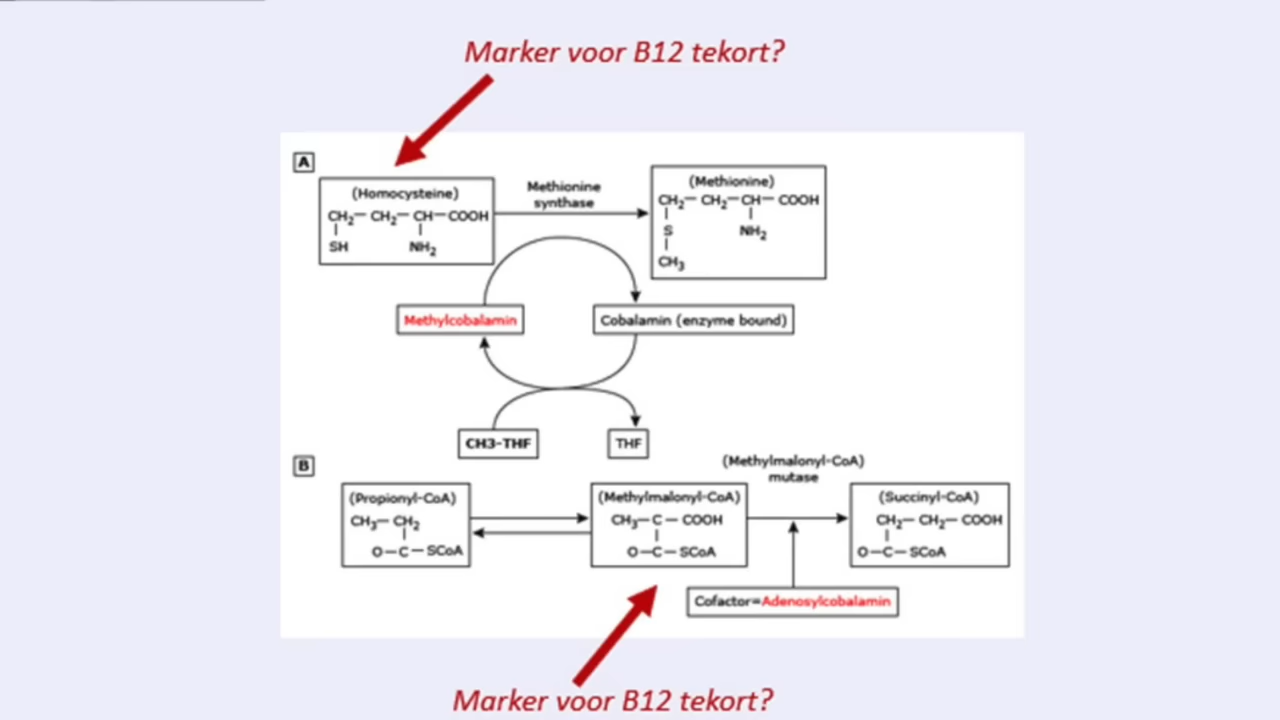 Marker voor B12 tekort?
A
(Homocysteine)
CH2— CH2— CH—COOH
SH NH2
Methionine
synthase
(Methionine)
CH2— CH2—CH— COOH
S NH2
CH3
Methylcobalamin
Cobalamin (enzyme bound)
CH3-THF
THF
B
(Propionyl-CoA)
CH3— CH2
O—C—SCoA
(Methylmalonyl-CoA)
CH3—C — COOH
O—C— SCoA
(Methylmalonyl-CoA)
mutase
(Succinyl-CoA)
CH2— CH2— COOH
O—C— SCoA
Cofactor=Adenosylcobalamin
Marker voor B12 tekort?